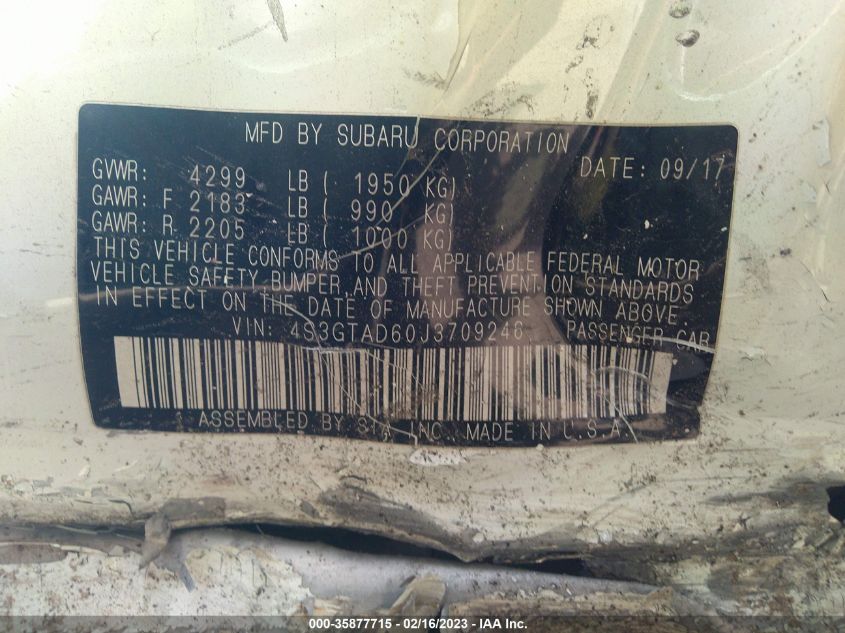 MFD BY SUBARU CORPORATION
GVWR: 4299 LB ( 1950 KG) DATE: 09/17
GAWR: F 2183 LB ( 990 KG)
GAWR: R 2205 LB ( 1000 KG)
THIS VEHICLE CONFORMS TO ALL APPLICABLE FEDERAL MOTOR
VEHICLE SAFETY, BUMPER, AND THEFT PREVENTION STANDARDS
IN EFFECT ON THE DATE OF MANUFACTURE SHOWN ABOVE
VIN: 4S3GTAD60J3709246 PASSENGER CAR
ASSEMBLED BY SIA INC. MADE IN U.S.A.
000-35877715 - 02/16/2023 - IAA Inc.